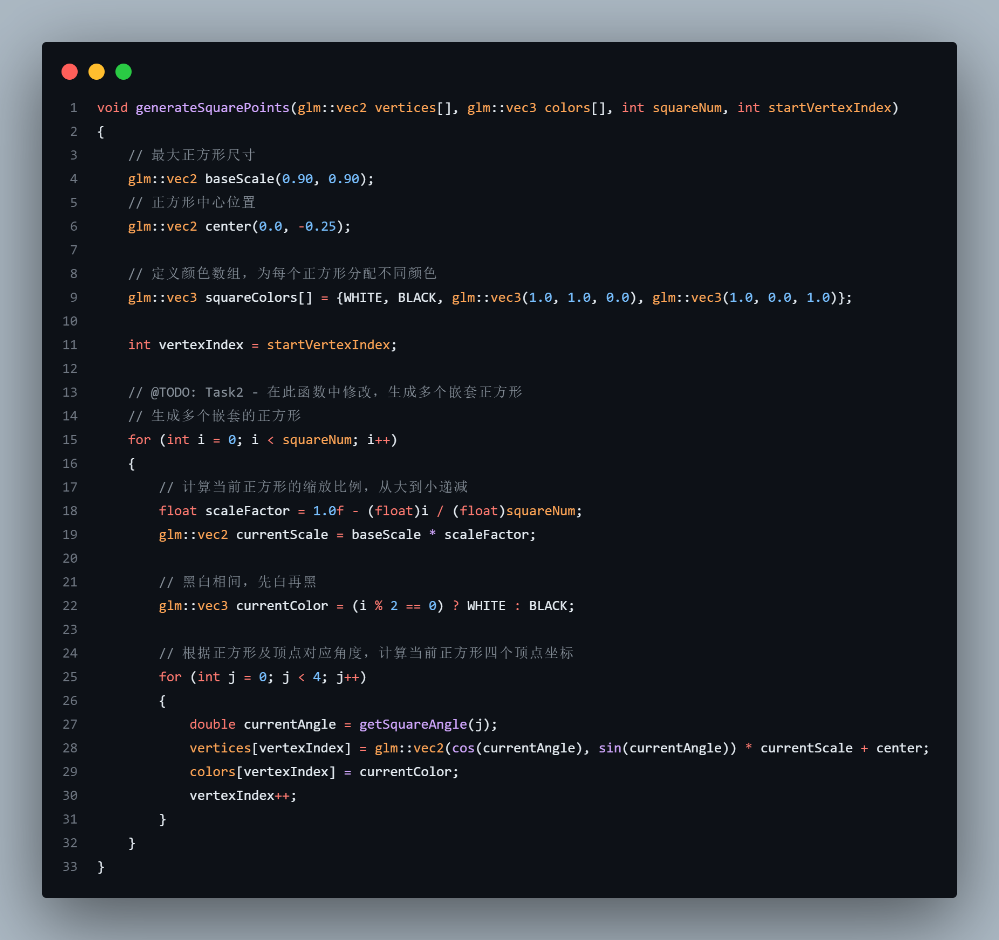 1 void generateSquarePoints(glm::vec2 vertices[], glm::vec3 colors[], int squareNum, int startVertexIndex)
2 {
3     // 最大正方形尺寸
4     glm::vec2 baseScale(0.90, 0.90);
5     // 正方形中心位置
6     glm::vec2 center(0.0, -0.25);
7
8     // 定义颜色数组，为每个正方形分配不同颜色
9     glm::vec3 squareColors[] = {WHITE, BLACK, glm::vec3(1.0, 1.0, 0.0), glm::vec3(1.0, 0.0, 1.0)};
10
11     int vertexIndex = startVertexIndex;
12
13     // @TODO: Task2 - 在此函数中修改，生成多个嵌套正方形
14     // 生成多个嵌套的正方形
15     for (int i = 0; i < squareNum; i++)
16     {
17         // 计算当前正方形的缩放比例，从大到小递减
18         float scaleFactor = 1.0f - (float)i / (float)squareNum;
19         glm::vec2 currentScale = baseScale * scaleFactor;
20
21         // 黑白相间，先白再黑
22         glm::vec3 currentColor = (i % 2 == 0) ? WHITE : BLACK;
23
24         // 根据正方形及顶点对应角度，计算当前正方形四个顶点坐标
25         for (int j = 0; j < 4; j++)
26         {
27             double currentAngle = getSquareAngle(j);
28             vertices[vertexIndex] = glm::vec2(cos(currentAngle), sin(currentAngle)) * currentScale + center;
29             colors[vertexIndex] = currentColor;
30             vertexIndex++;
31         }
32     }
33 }